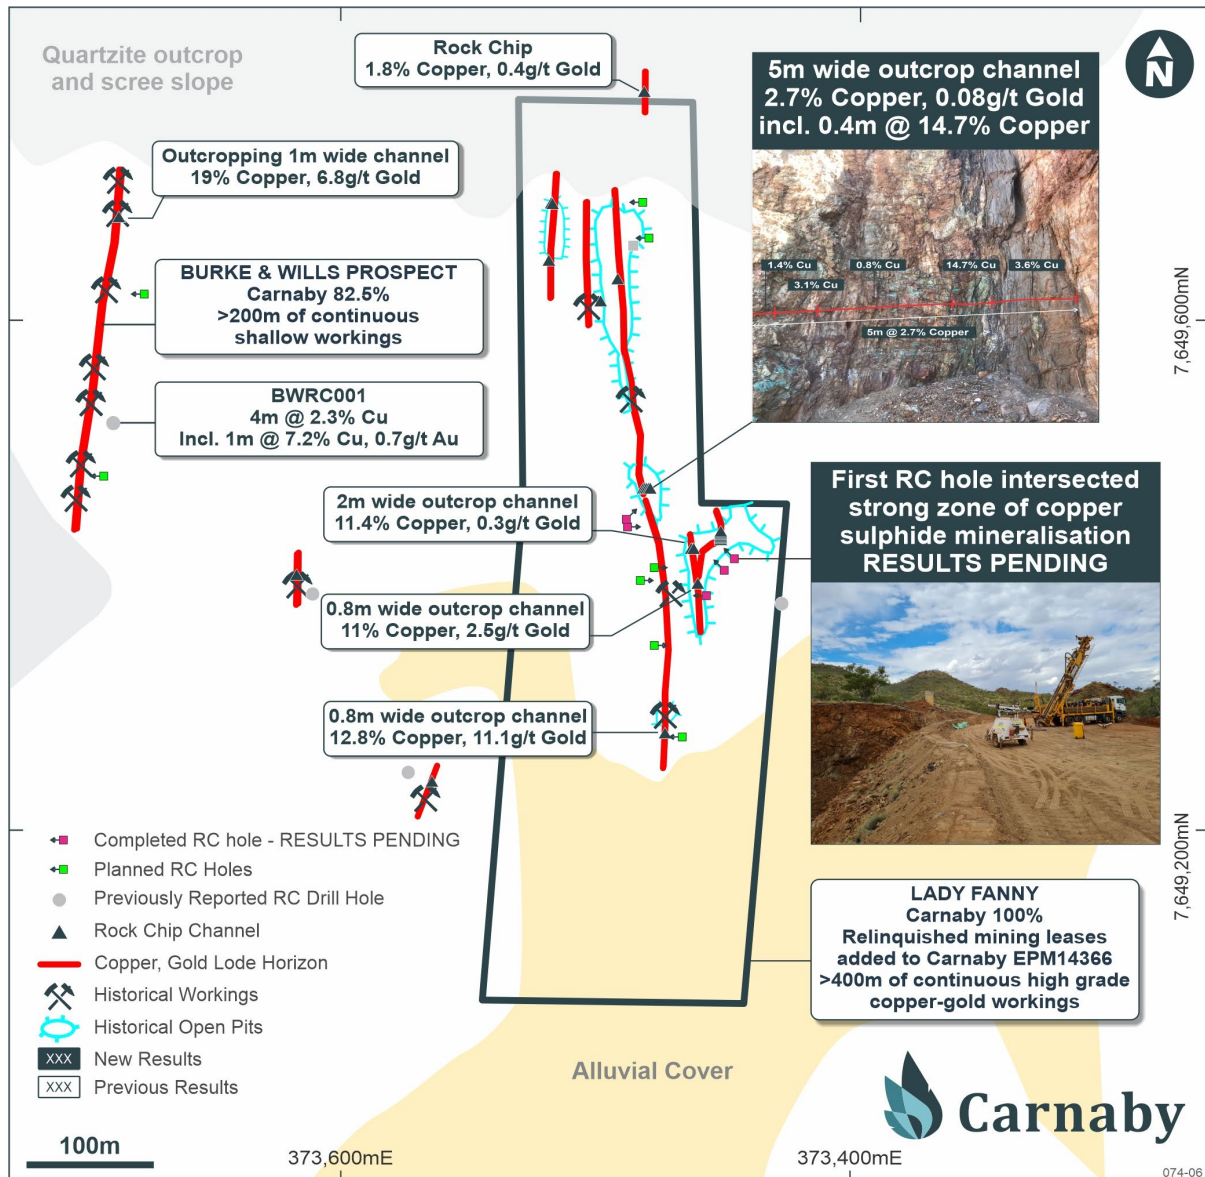 Quartzite outcrop
and scree slope
Rock Chip
1.8% Copper, 0.4g/t Gold
N
5m wide outcrop channel
2.7% Copper, 0.08g/t Gold
incl. 0.4m @ 14.7% Copper
Outcropping 1m wide channel
19% Copper, 6.8g/t Gold
1.4% Cu
0.8% Cu
14.7% Cu
3.6% Cu
3.1% Cu
5m @ 2.7% Copper
BURKE & WILLS PROSPECT
Carnaby 82.5%
>200m of continuous
shallow workings
7,649,600mN
BWRC001
4m @ 2.3% Cu
Incl. 1m @ 7.2% Cu, 0.7g/t Au
2m wide outcrop channel
11.4% Copper, 0.3g/t Gold
First RC hole intersected
strong zone of copper
sulphide mineralisation
RESULTS PENDING
0.8m wide outcrop channel
11% Copper, 2.5g/t Gold
0.8m wide outcrop channel
12.8% Copper, 11.1g/t Gold
7,649,200mN
Completed RC hole - RESULTS PENDING
Planned RC Holes
Previously Reported RC Drill Hole
Rock Chip Channel
Copper, Gold Lode Horizon
Historical Workings
Historical Open Pits
XXX New Results
XXX Previous Results
LADY FANNY
Carnaby 100%
Relinquished mining leases
added to Carnaby EPM14366
>400m of continuous high grade
copper-gold workings
Alluvial Cover
Carnaby
100m
373,600mE
373,400mE
074-06